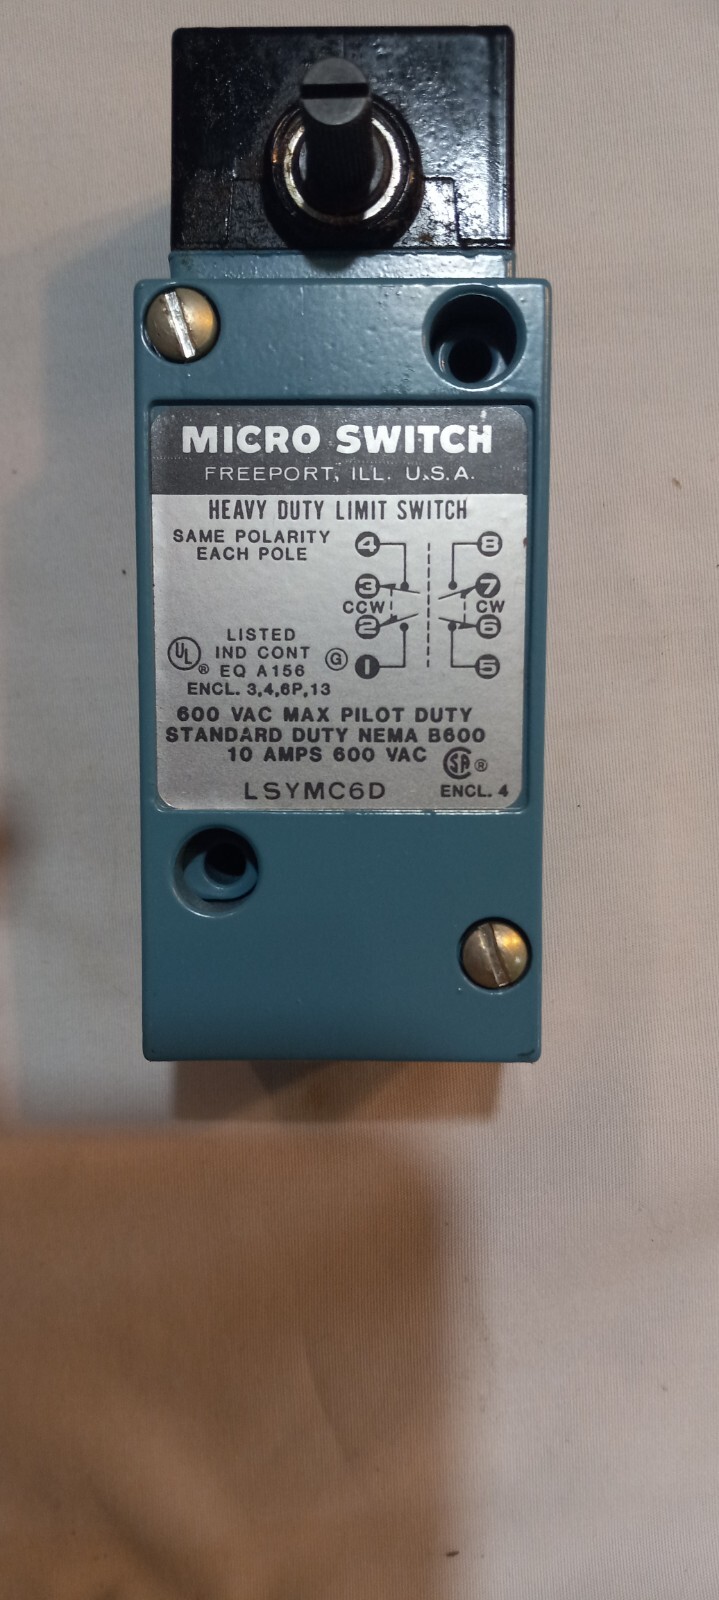 MICRO SWITCH
FREEPORT, ILL. U.S.A.
HEAVY DUTY LIMIT SWITCH
SAME POLARITY
EACH POLE
4 8
3 7
CCW CW
2 6
1 5
UL ®
LISTED
IND CONT
EQ A156
G
ENCL. 3,4,6P,13
600 VAC MAX PILOT DUTY
STANDARD DUTY NEMA B600
10 AMPS 600 VAC
SA ®
LSYMC6D
ENCL. 4